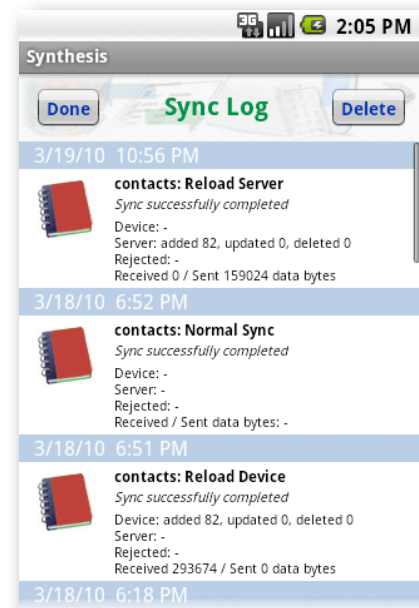 3G 2:05 PM
Synthesis
Done Sync Log Delete
3/19/10 10:56 PM
contacts: Reload Server
Sync successfully completed
Device: -
Server: added 82, updated 0, deleted 0
Rejected: -
Received 0 / Sent 159024 data bytes
3/18/10 6:52 PM
contacts: Normal Sync
Sync successfully completed
Device: -
Server: -
Rejected: -
Received / Sent data bytes: -
3/18/10 6:51 PM
contacts: Reload Device
Sync successfully completed
Device: added 82, updated 0, deleted 0
Server: -
Rejected: -
Received 293674 / Sent 0 data bytes
3/18/10 6:18 PM